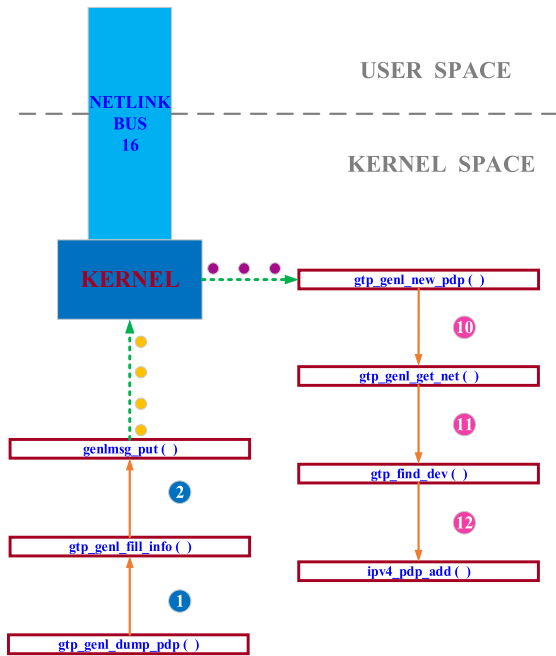 USER SPACE
NETLINK
BUS
16
KERNEL SPACE
KERNEL
gtp_genl_new_pdp ( )
10
gtp_genl_get_net ( )
11
genlmsg_put ( )
gtp_find_dev ( )
2
12
gtp_genl_fill_info ( )
ipv4_pdp_add ( )
1
gtp_genl_dump_pdp ( )